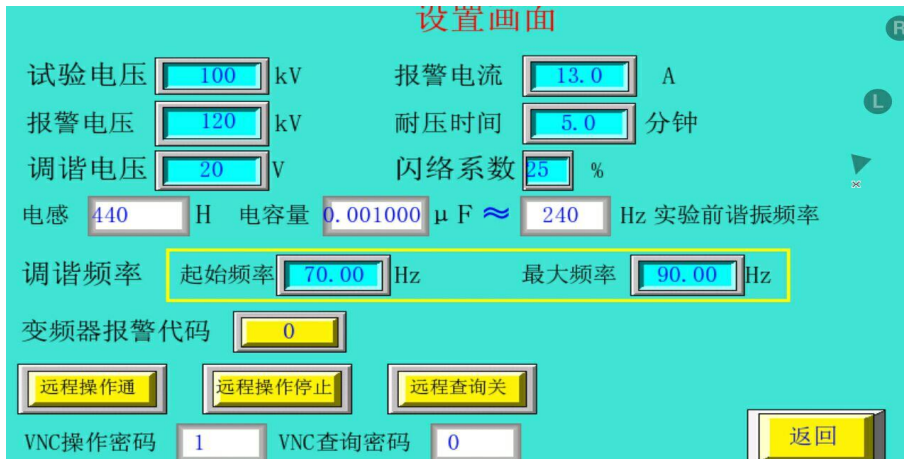 设置画面
试验电压 100 kV 报警电流 13.0 A
报警电压 120 kV 耐压时间 5.0 分钟
调谐电压 20 V 闪络系数 25 %
电感 440 H 电容量 0.001000 μF ≈ 240 Hz 实验前谐振频率
调谐频率 起始频率 70.00 Hz 最大频率 90.00 Hz
变频器报警代码 0
远程操作通 远程操作停止 远程查询关
VNC操作密码 1 VNC查询密码 0 返回
R
L